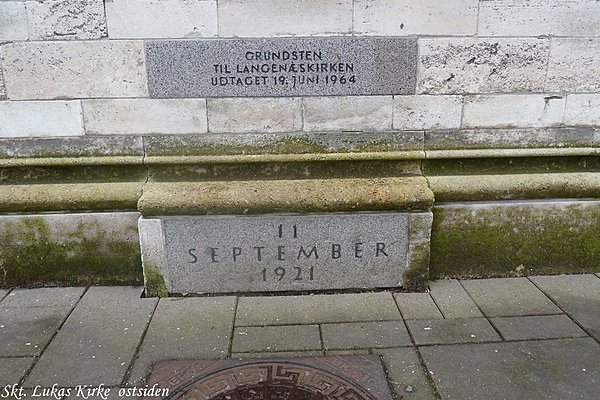 GRUNDSTEN
TIL LANGENÆSKIRKEN
UDTAGET 19. JUNI 1964
11
SEPTEMBER
1921
Skt. Lukas Kirke østsiden